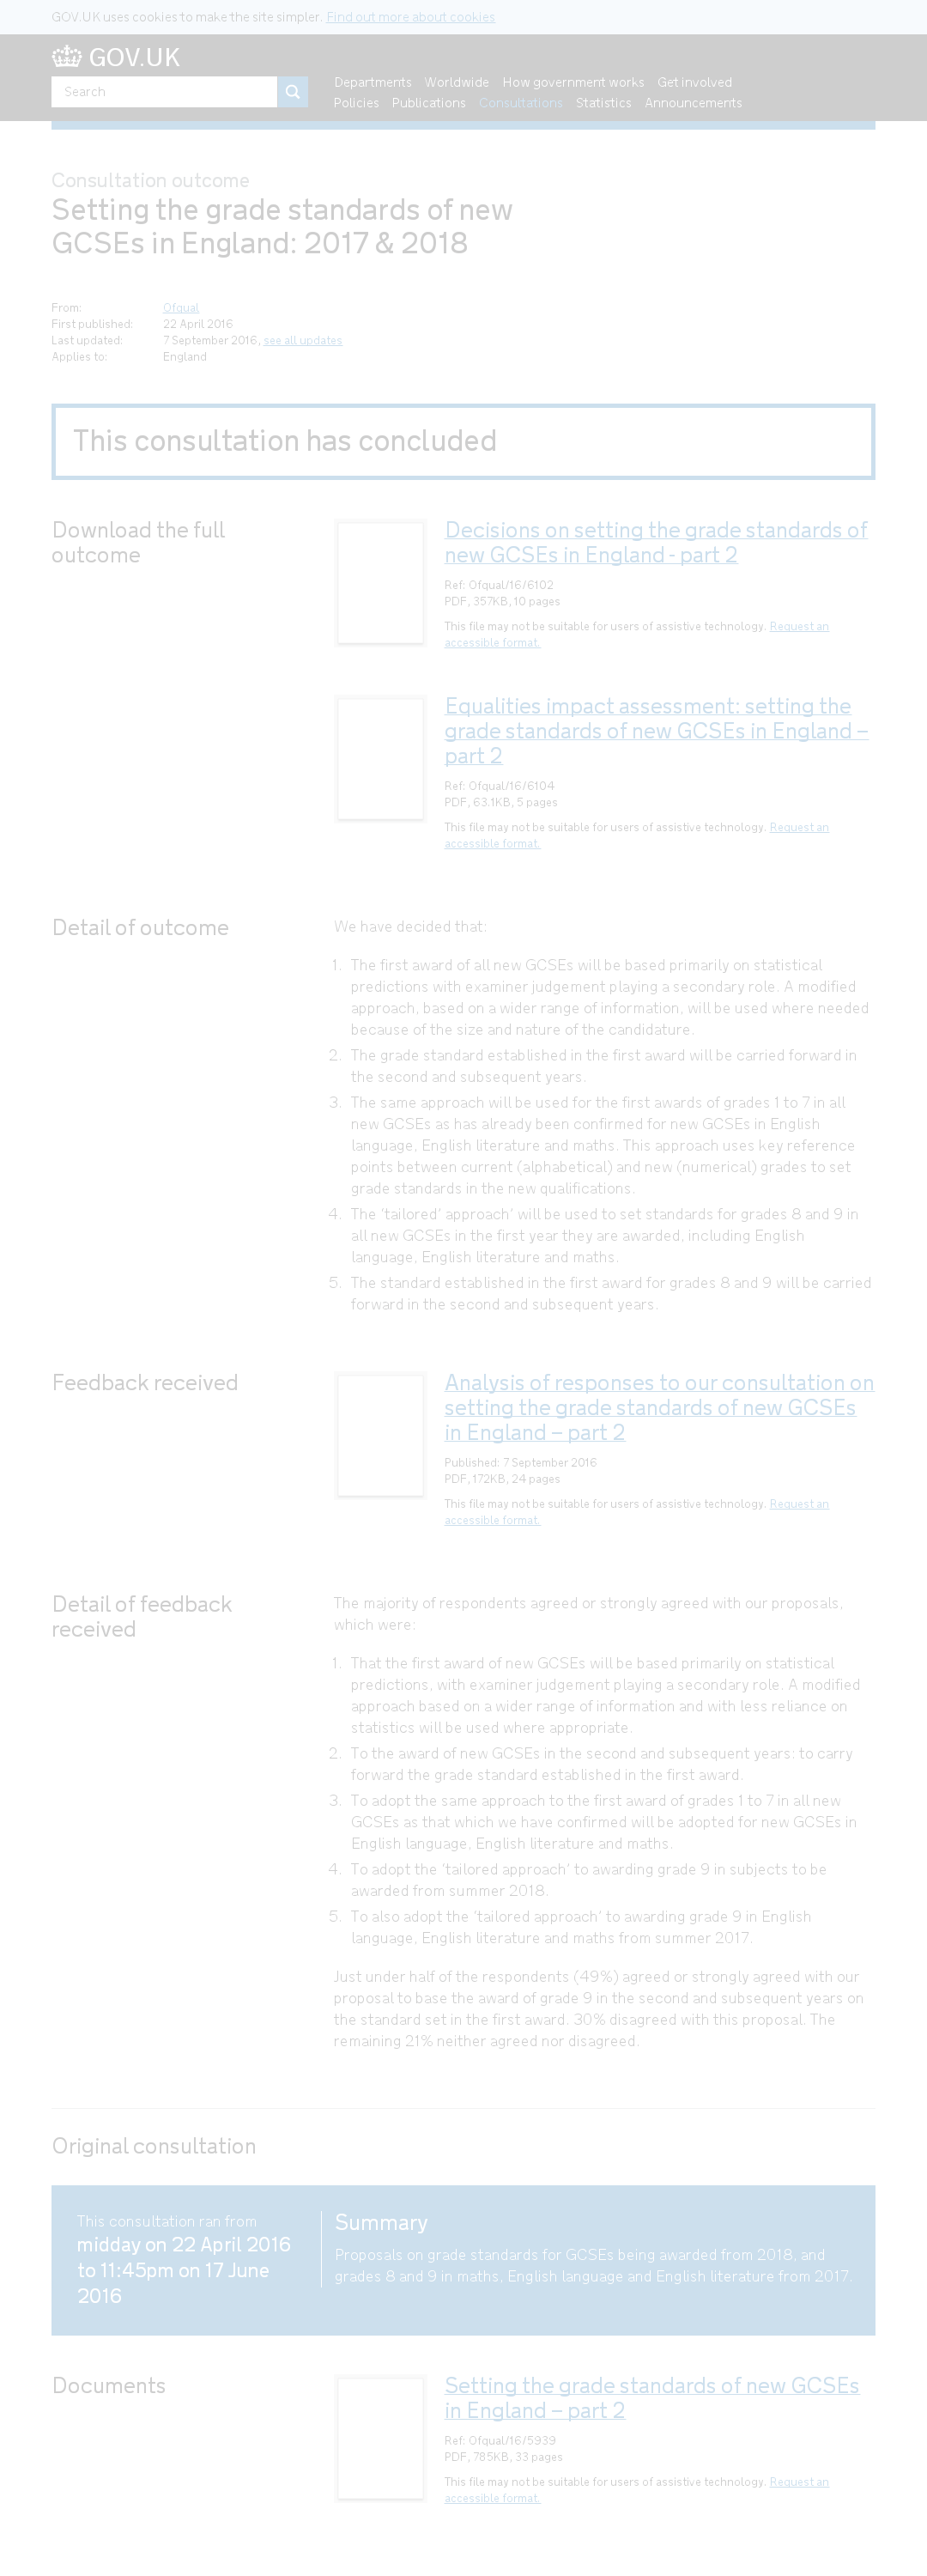 GOV.UK uses cookies to make the site simpler. Find out more about cookies
GOV.UK
Search
Departments Worldwide How government works Get involved
Policies Publications Consultations Statistics Announcements
Consultation outcome
Setting the grade standards of new
GCSEs in England: 2017 & 2018
From: Ofqual
First published: 22 April 2016
Last updated: 7 September 2016, see all updates
Applies to: England
This consultation has concluded
Download the full
outcome
Decisions on setting the grade standards of
new GCSEs in England - part 2
Ref: Ofqual/16/6102
PDF, 357KB, 10 pages
This file may not be suitable for users of assistive technology. Request an
accessible format.
Equalities impact assessment: setting the
grade standards of new GCSEs in England –
part 2
Ref: Ofqual/16/6104
PDF, 63.1KB, 5 pages
This file may not be suitable for users of assistive technology. Request an
accessible format.
Detail of outcome
We have decided that:
1. The first award of all new GCSEs will be based primarily on statistical
predictions with examiner judgement playing a secondary role. A modified
approach, based on a wider range of information, will be used where needed
because of the size and nature of the candidature.
2. The grade standard established in the first award will be carried forward in
the second and subsequent years.
3. The same approach will be used for the first awards of grades 1 to 7 in all
new GCSEs as has already been confirmed for new GCSEs in English
language, English literature and maths. This approach uses key reference
points between current (alphabetical) and new (numerical) grades to set
grade standards in the new qualifications.
4. The ‘tailored’ approach’ will be used to set standards for grades 8 and 9 in
all new GCSEs in the first year they are awarded, including English
language, English literature and maths.
5. The standard established in the first award for grades 8 and 9 will be carried
forward in the second and subsequent years.
Feedback received
Analysis of responses to our consultation on
setting the grade standards of new GCSEs
in England – part 2
Published: 7 September 2016
PDF, 172KB, 24 pages
This file may not be suitable for users of assistive technology. Request an
accessible format.
Detail of feedback
received
The majority of respondents agreed or strongly agreed with our proposals,
which were:
1. That the first award of new GCSEs will be based primarily on statistical
predictions, with examiner judgement playing a secondary role. A modified
approach based on a wider range of information and with less reliance on
statistics will be used where appropriate.
2. To the award of new GCSEs in the second and subsequent years: to carry
forward the grade standard established in the first award.
3. To adopt the same approach to the first award of grades 1 to 7 in all new
GCSEs as that which we have confirmed will be adopted for new GCSEs in
English language, English literature and maths.
4. To adopt the ‘tailored approach’ to awarding grade 9 in subjects to be
awarded from summer 2018.
5. To also adopt the ‘tailored approach’ to awarding grade 9 in English
language, English literature and maths from summer 2017.
Just under half of the respondents (49%) agreed or strongly agreed with our
proposal to base the award of grade 9 in the second and subsequent years on
the standard set in the first award. 30% disagreed with this proposal. The
remaining 21% neither agreed nor disagreed.
Original consultation
This consultation ran from
midday on 22 April 2016
to 11:45pm on 17 June
2016
Summary
Proposals on grade standards for GCSEs being awarded from 2018, and
grades 8 and 9 in maths, English language and English literature from 2017.
Documents
Setting the grade standards of new GCSEs
in England – part 2
Ref: Ofqual/16/5939
PDF, 785KB, 33 pages
This file may not be suitable for users of assistive technology. Request an
accessible format.